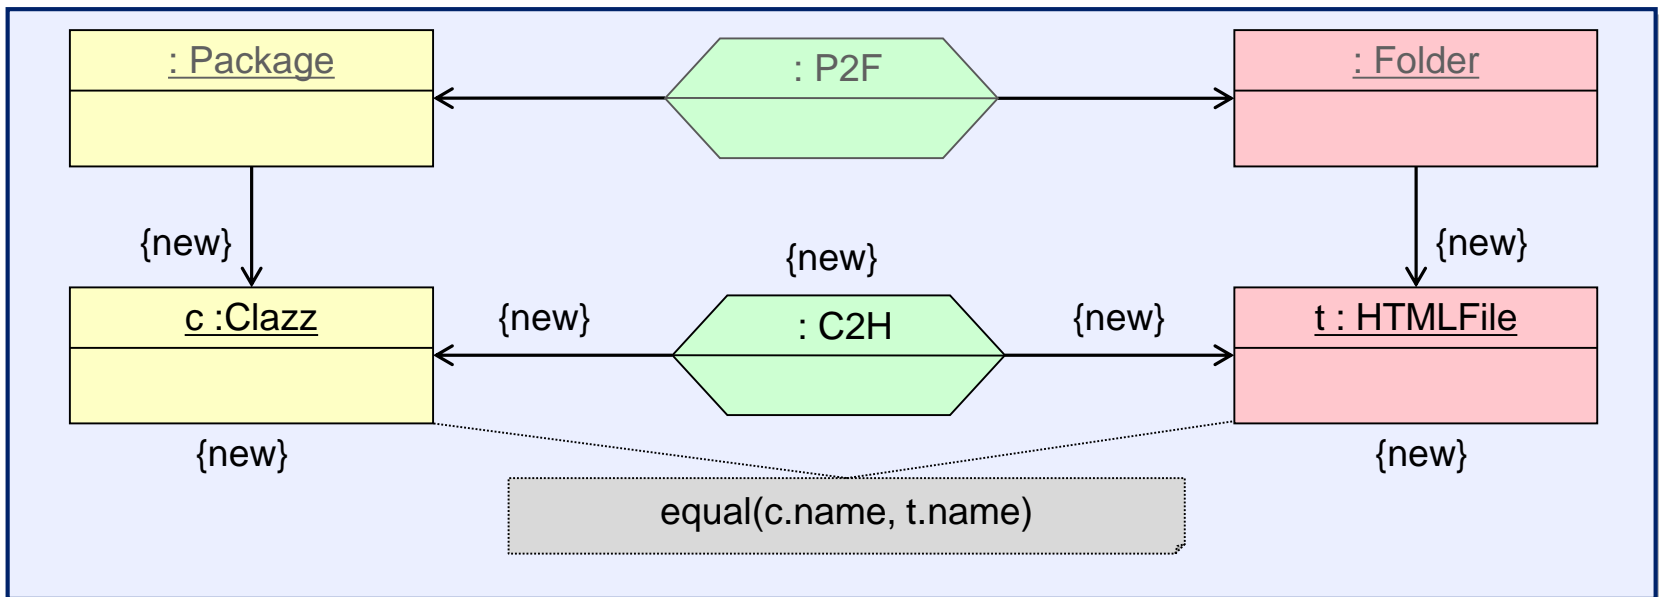 : Package
: P2F
: Folder
{new}
{new}
{new}
c :Clazz
{new}
: C2H
{new}
t : HTMLFile
{new}
{new}
equal(c.name, t.name)